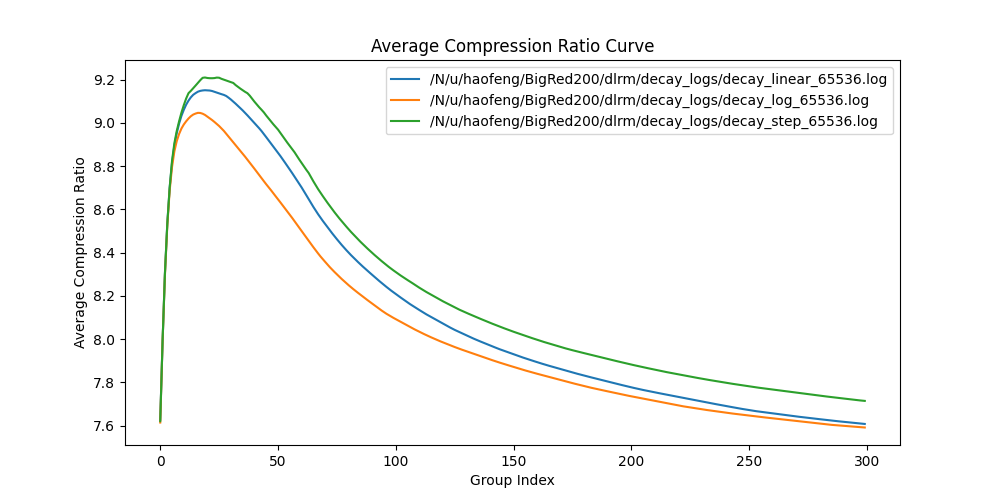 Average Compression Ratio Curve
/N/u/haofeng/BigRed200/dlrm/decay_logs/decay_linear_65536.log
/N/u/haofeng/BigRed200/dlrm/decay_logs/decay_log_65536.log
/N/u/haofeng/BigRed200/dlrm/decay_logs/decay_step_65536.log
Average Compression Ratio
9.2
9.0
8.8
8.6
8.4
8.2
8.0
7.8
7.6
0 50 100 150 200 250 300
Group Index